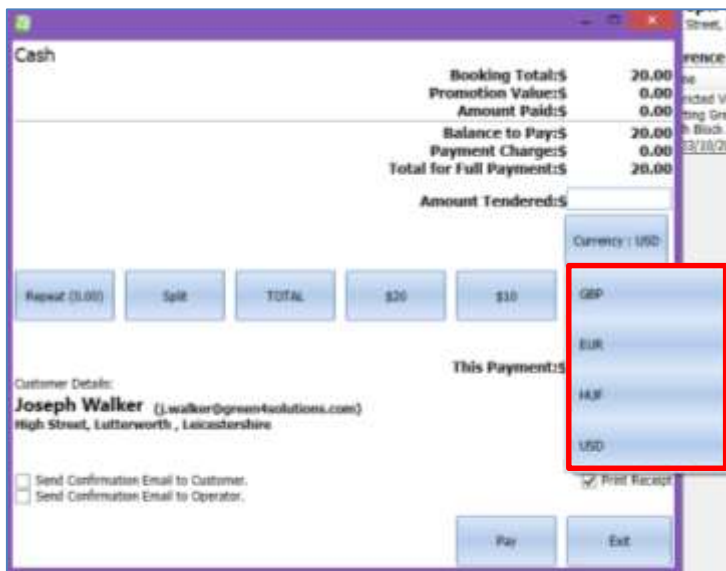 Cash
Booking Total:$ 20.00
Promotion Value:$ 0.00
Amount Paid:$ 0.00
Balance to Pay:$ 20.00
Payment Charge:$ 0.00
Total for Full Payment:$ 20.00
Amount Tendered:$
Currency : USD
Repeat (0.00) Split TOTAL $20 $10
GBP
EUR
HUF
USD
This Payment:$
Customer Details:
Joseph Walker (j.walker@green4solutions.com)
High Street, Lutterworth , Leicestershire
Send Confirmation Email to Customer.
Print Receipt
Send Confirmation Email to Operator.
Pay Exit
Street,